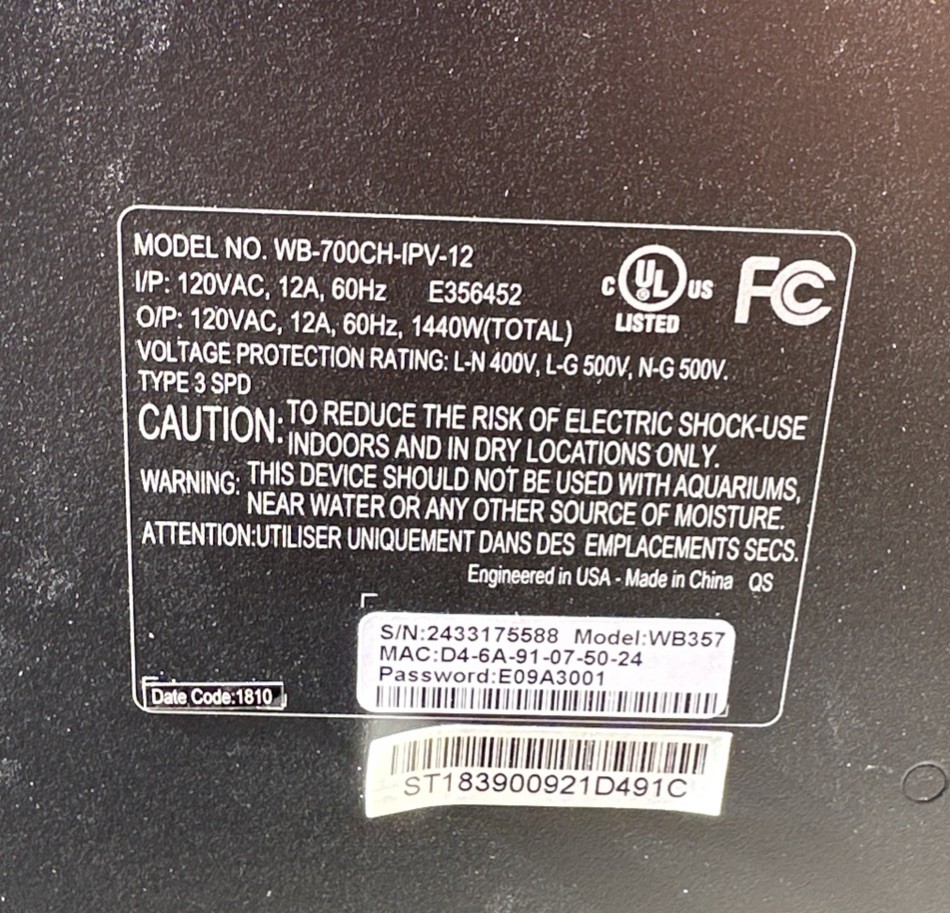 MODEL NO. WB-700CH-IPV-12
I/P: 120VAC, 12A, 60Hz E356452
O/P: 120VAC, 12A, 60Hz, 1440W(TOTAL)
C UL US
LISTED
FC
VOLTAGE PROTECTION RATING: L-N 400V, L-G 500V, N-G 500V.
TYPE 3 SPD
CAUTION: TO REDUCE THE RISK OF ELECTRIC SHOCK-USE
INDOORS AND IN DRY LOCATIONS ONLY.
WARNING: THIS DEVICE SHOULD NOT BE USED WITH AQUARIUMS,
NEAR WATER OR ANY OTHER SOURCE OF MOISTURE.
ATTENTION:UTILISER UNIQUEMENT DANS DES EMPLACEMENTS SECS.
Engineered in USA - Made in China QS
S/N:2433175588 Model:WB357
MAC:D4-6A-91-07-50-24
Password:E09A3001
Date Code:1810
ST183900921D491C